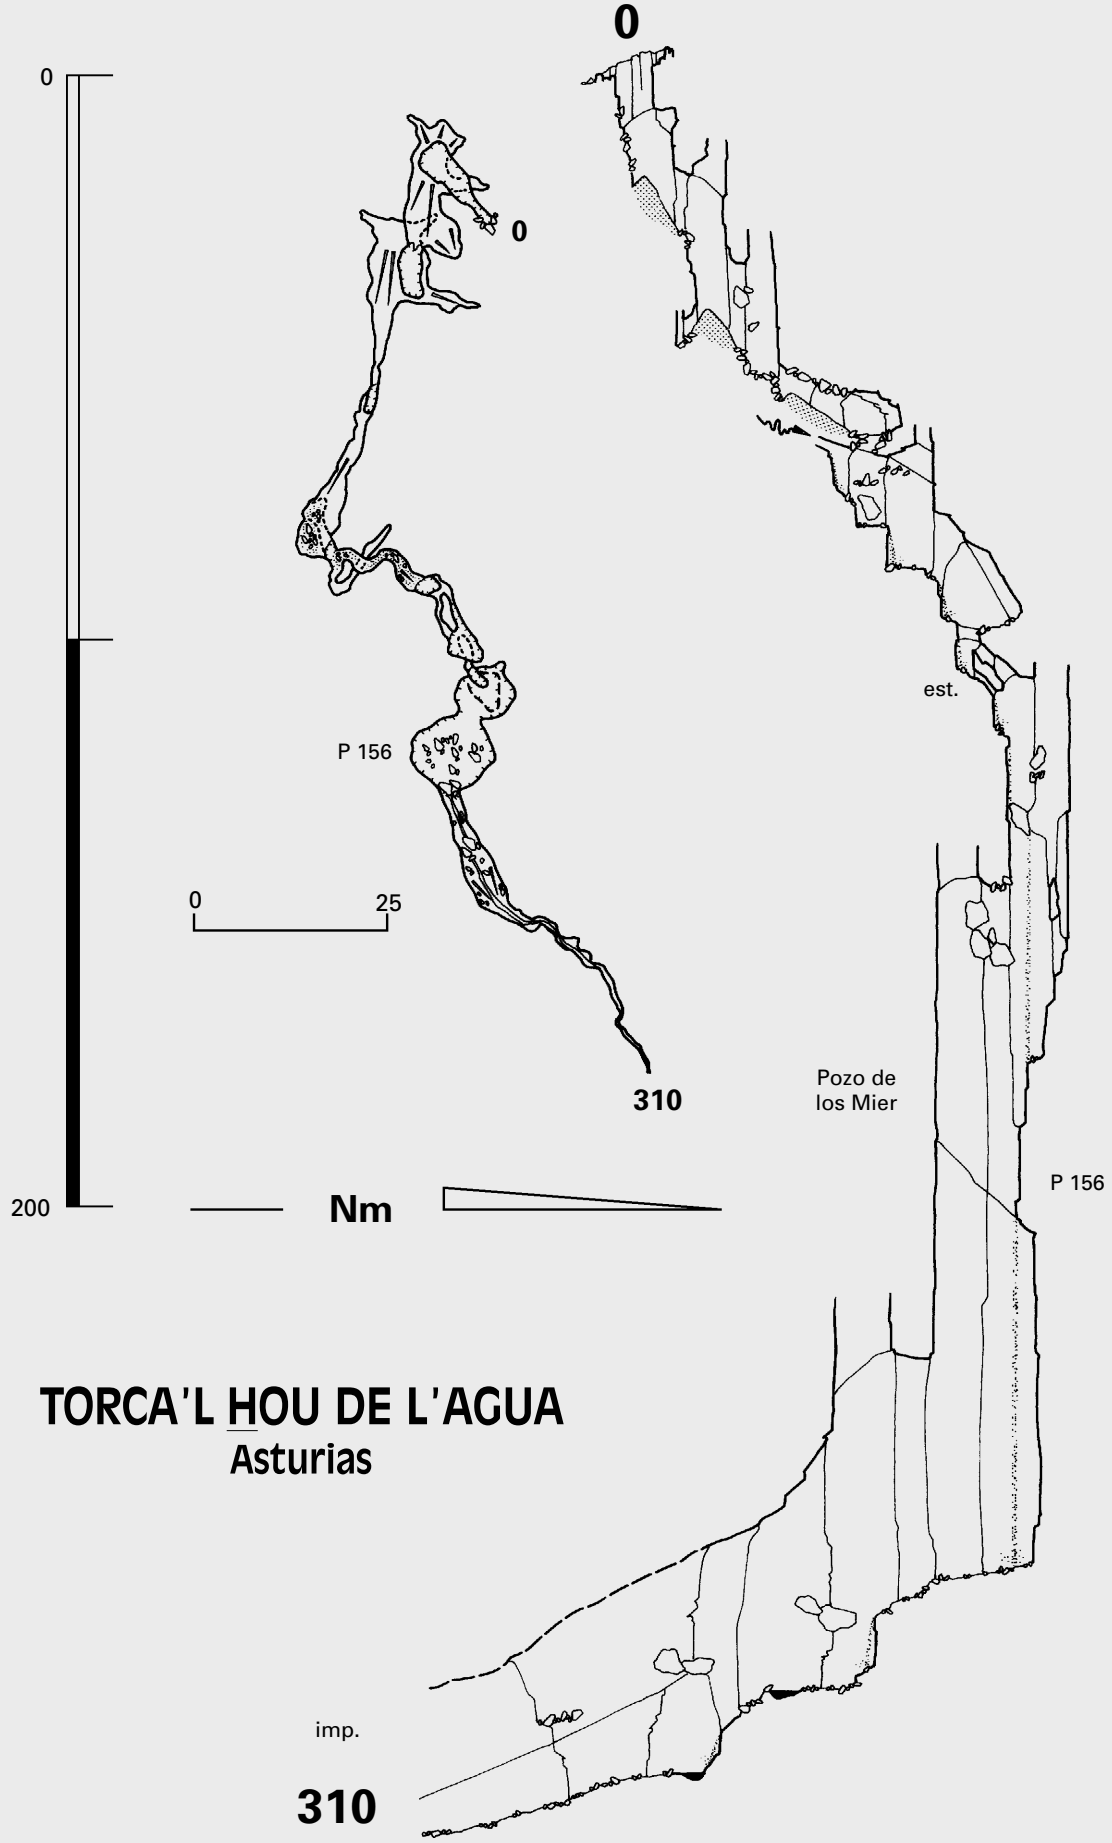 0
0
0
est.
P 156
0
25
Pozo de
los Mier
310
P 156
200
Nm
TORCA'L HOU DE L'AGUA
Asturias
imp.
310